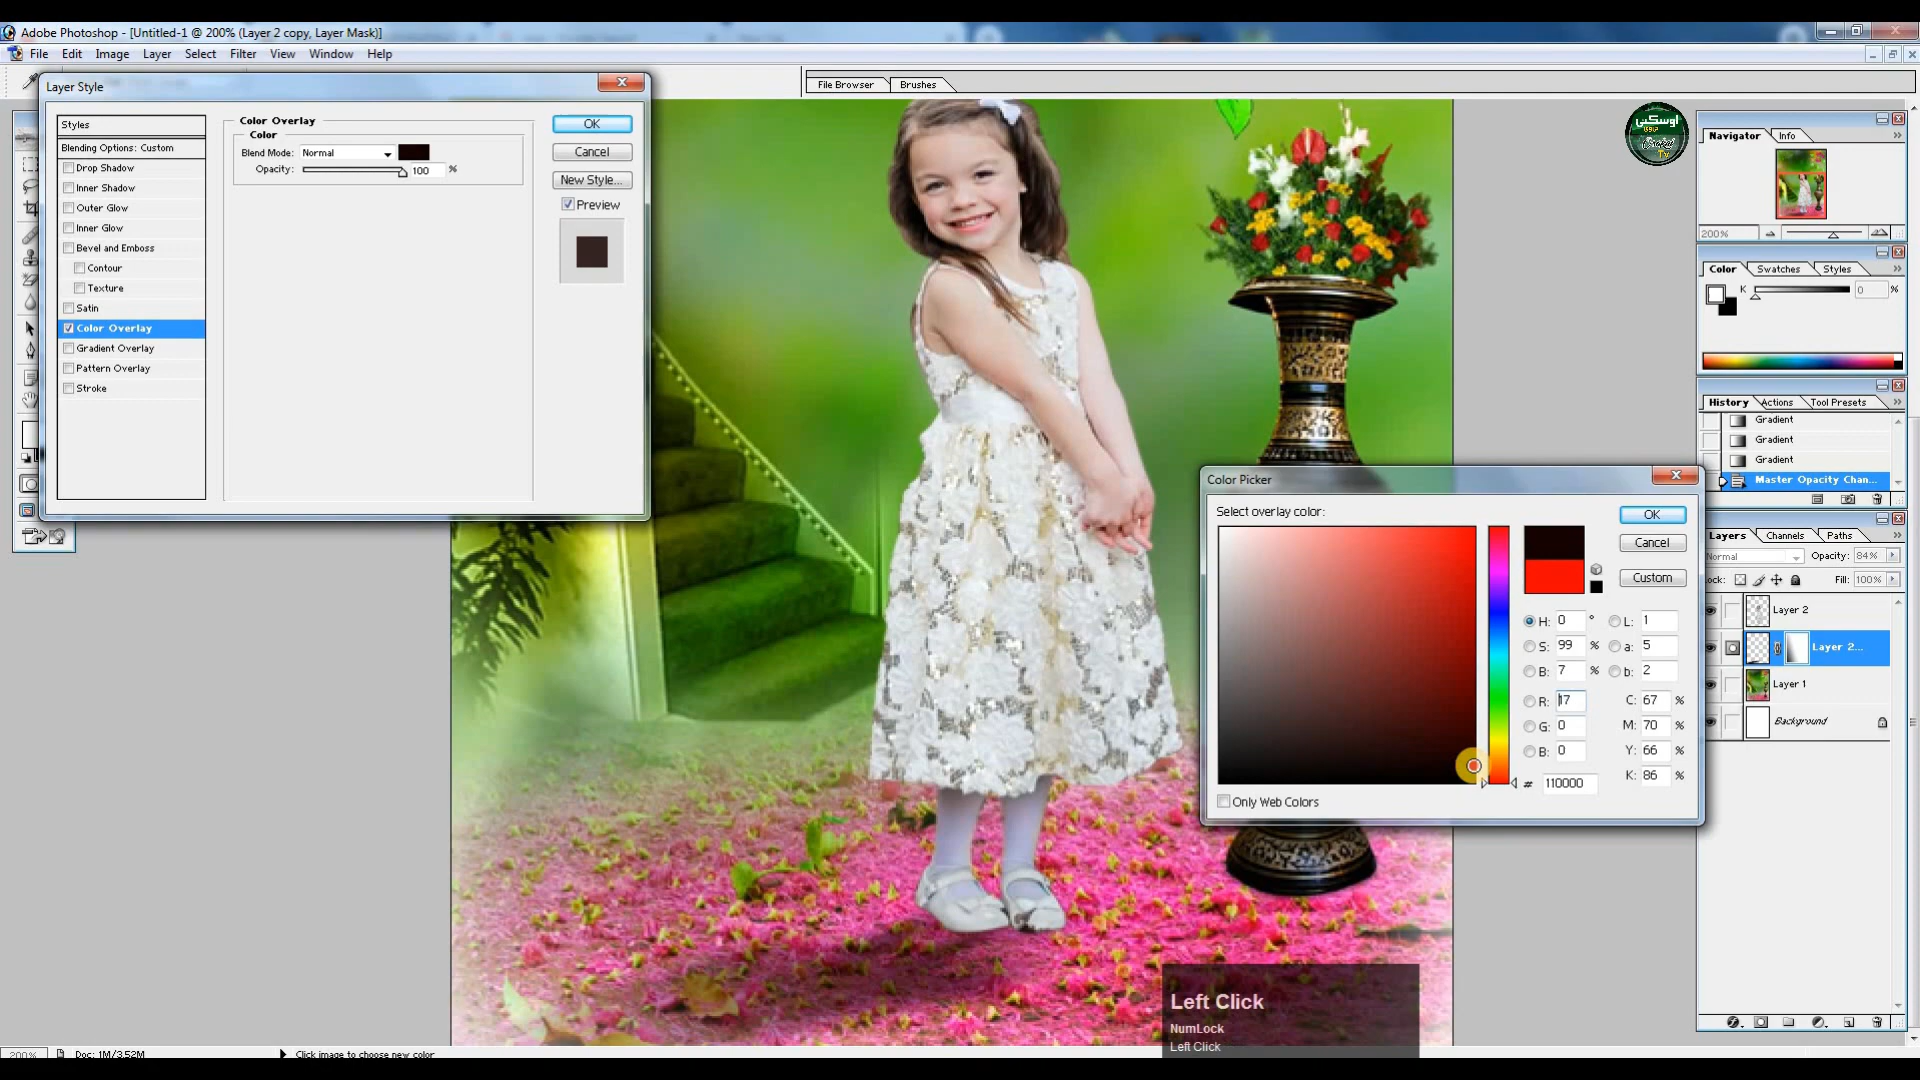 Adobe Photoshop - [Untitled-1 @ 200% (Layer 2 copy, Layer Mask)]
File Edit Image Layer Select Filter View Window Help
File Browser Brushes
Layer Style
Styles
Blending Options: Custom
Drop Shadow
Inner Shadow
Outer Glow
Inner Glow
Bevel and Emboss
Contour
Texture
Satin
Color Overlay
Gradient Overlay
Pattern Overlay
Stroke
Color Overlay
Color
Blend Mode: Normal
Opacity: 100 %
OK
Cancel
New Style...
Preview
Navigator Info
200%
Color Swatches Styles
K 0 %
History Actions Tool Presets
Gradient
Gradient
Gradient
Master Opacity Chan...
Layers Channels Paths
Normal Opacity: 84%
ock: Fill: 100%
Layer 2
Layer 2...
Layer 1
Background
Color Picker
Select overlay color:
OK
Cancel
Custom
H: 0 ° L: 1
S: 99 % a: 5
B: 7 % b: 2
R: 17 C: 67 %
G: 0 M: 70 %
B: 0 Y: 66 %
# 110000 K: 86 %
Only Web Colors
Left Click
NumLock
Left Click
200% Doc: 1M/3.52M Click image to choose new color